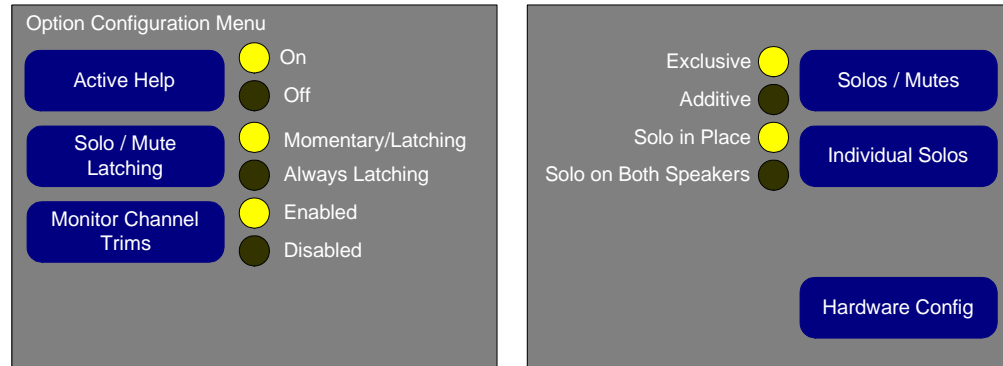 Option Configuration Menu
Active Help
On
Off
Solo / Mute
Latching
Momentary/Latching
Always Latching
Monitor Channel
Trims
Enabled
Disabled
Exclusive
Additive
Solos / Mutes
Solo in Place
Solo on Both Speakers
Individual Solos
Hardware Config